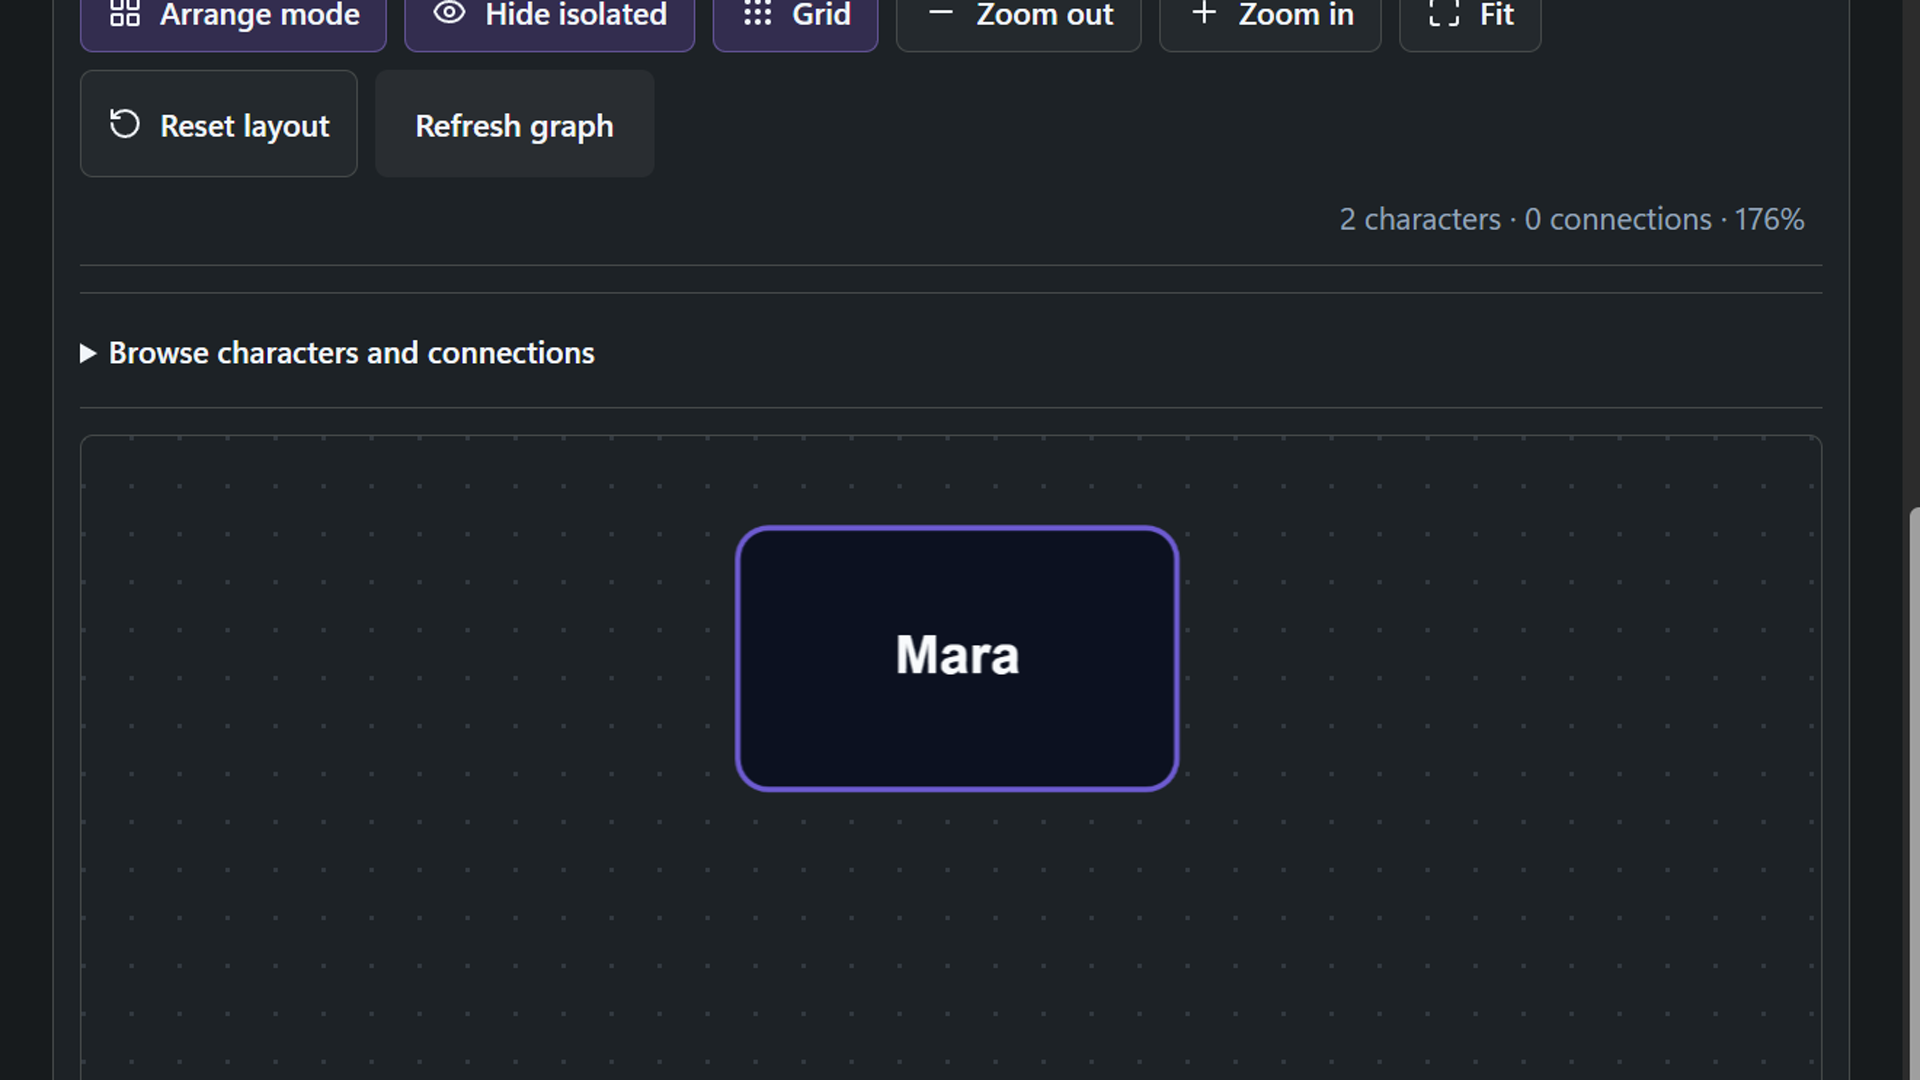 Arrange mode Hide isolated Grid Zoom out Zoom in Fit
Reset layout Refresh graph
2 characters · 0 connections · 176%
Browse characters and connections
Mara